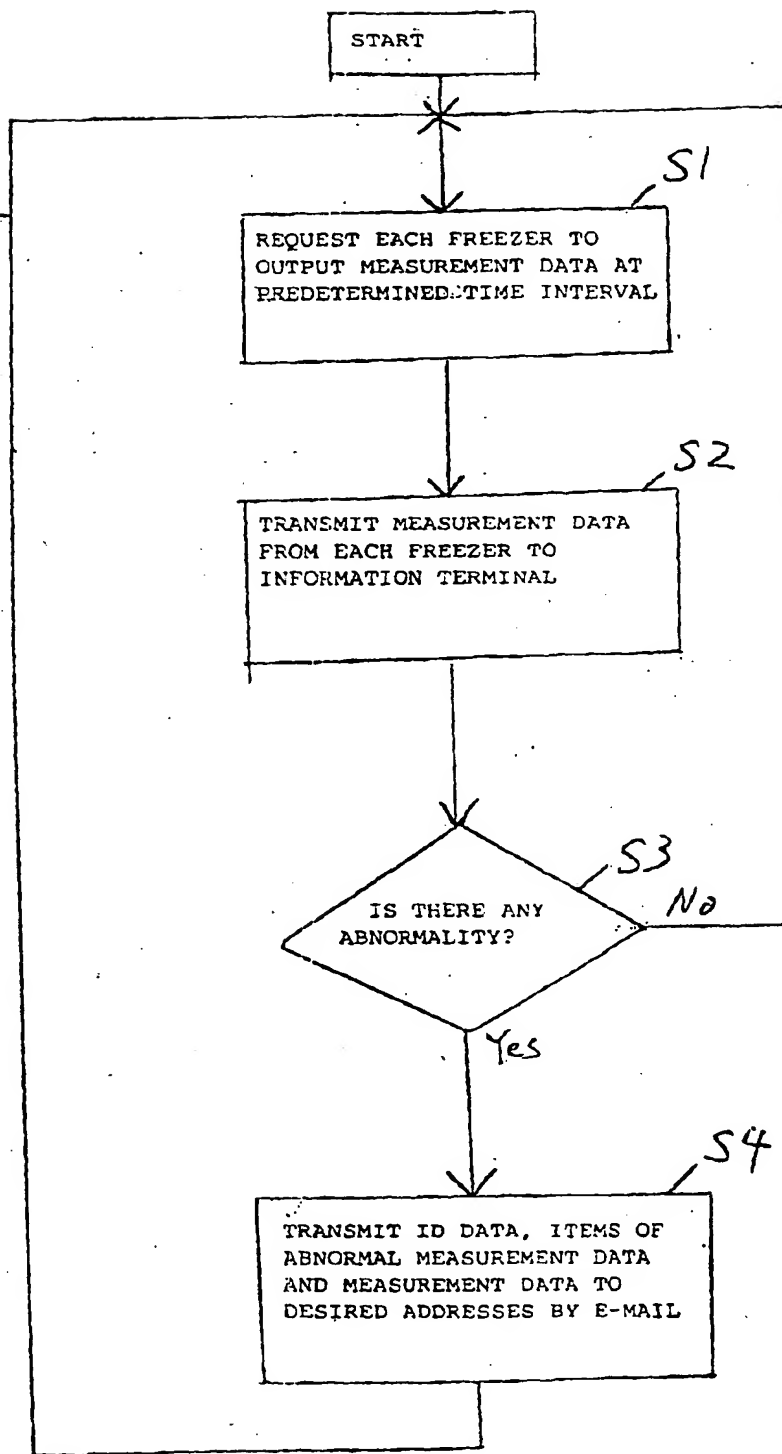 START
S1
REQUEST EACH FREEZER TO
OUTPUT MEASUREMENT DATA AT
PREDETERMINED TIME INTERVAL
S2
TRANSMIT MEASUREMENT DATA
FROM EACH FREEZER TO
INFORMATION TERMINAL
S3
IS THERE ANY
ABNORMALITY?
No
Yes
S4
TRANSMIT ID DATA, ITEMS OF
ABNORMAL MEASUREMENT DATA
AND MEASUREMENT DATA TO
DESIRED ADDRESSES BY E-MAIL